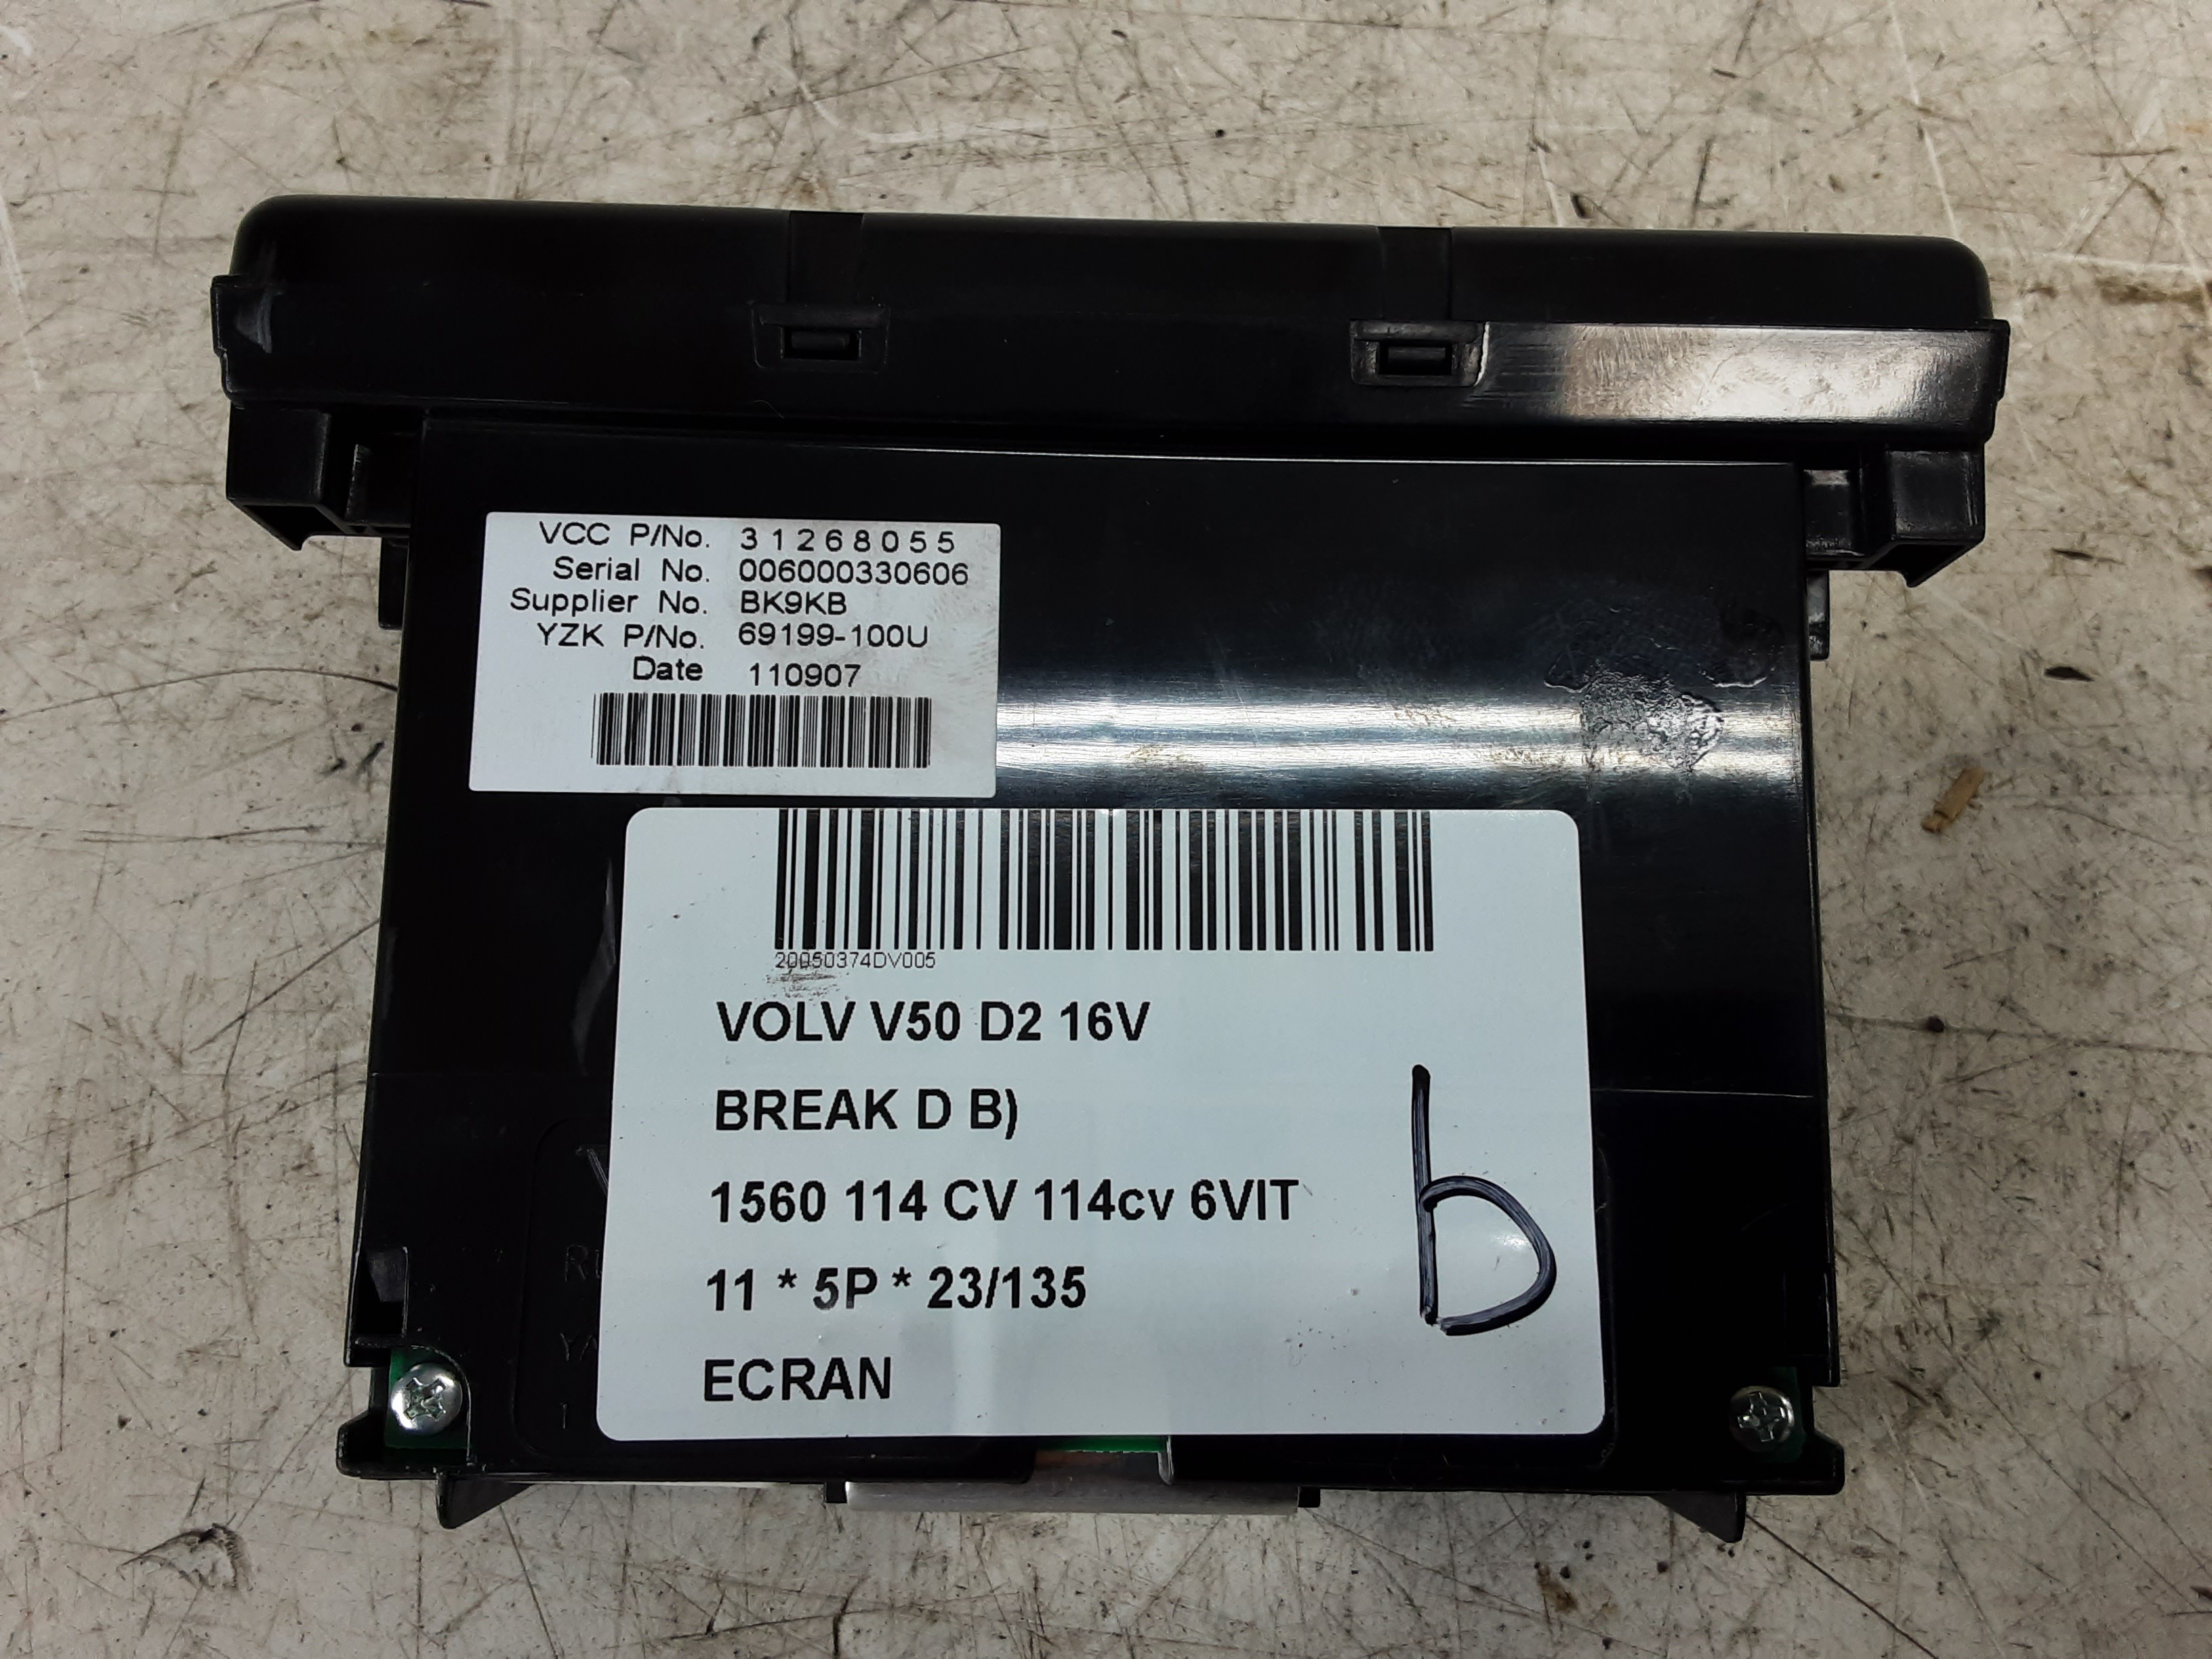 VCC P/No. 31268055
Serial No. 006000330606
Supplier No. BK9KB
YZK P/No. 69199-100U
Date 110907
20050374DV005
VOLV V50 D2 16V
BREAK D B)
1560 114 CV 114cv 6VIT
11 * 5P * 23/135
ECRAN
b